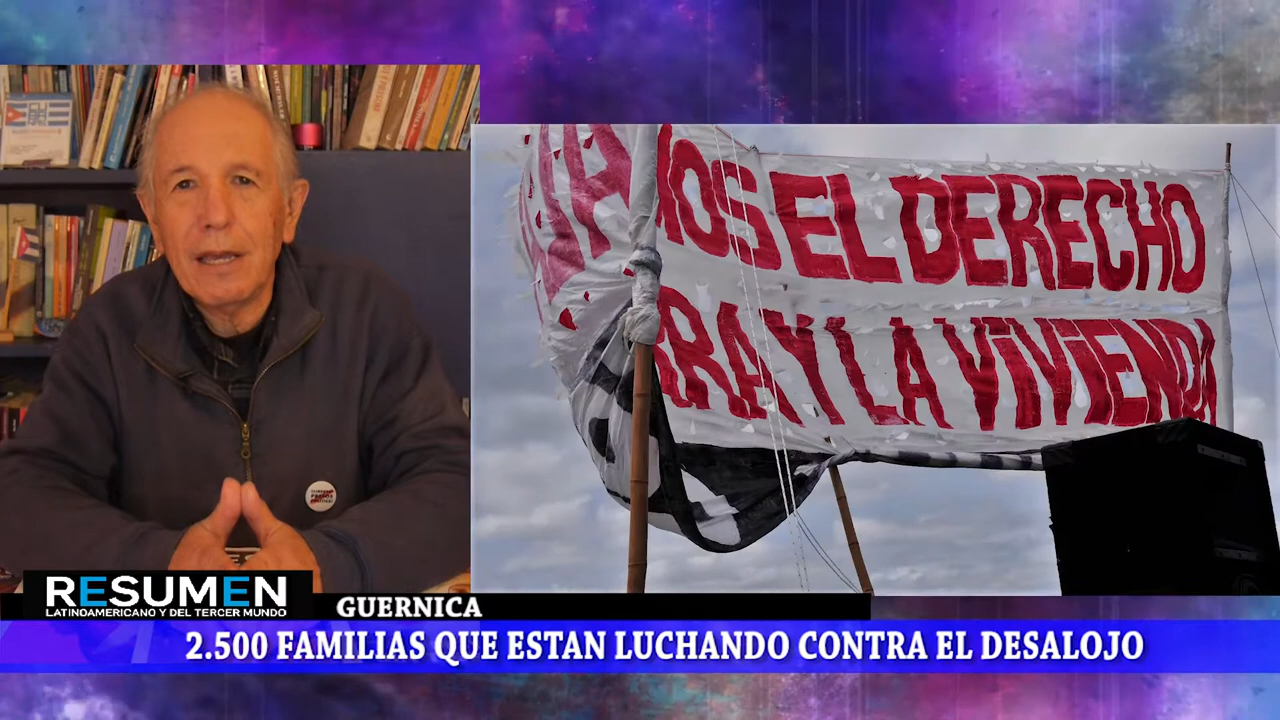 MOS EL DERECHO
RRA Y LA VIVIENDA
RESUMEN
LATINOAMERICANO Y DEL TERCER MUNDO
GUERNICA
2.500 FAMILIAS QUE ESTAN LUCHANDO CONTRA EL DESALOJO